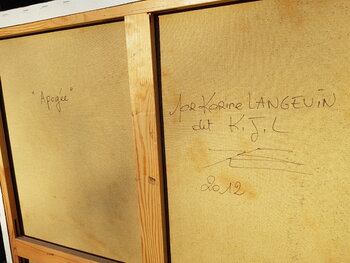 "Apogée"
par Karine LANGEVIN
dit K.J.L
2012